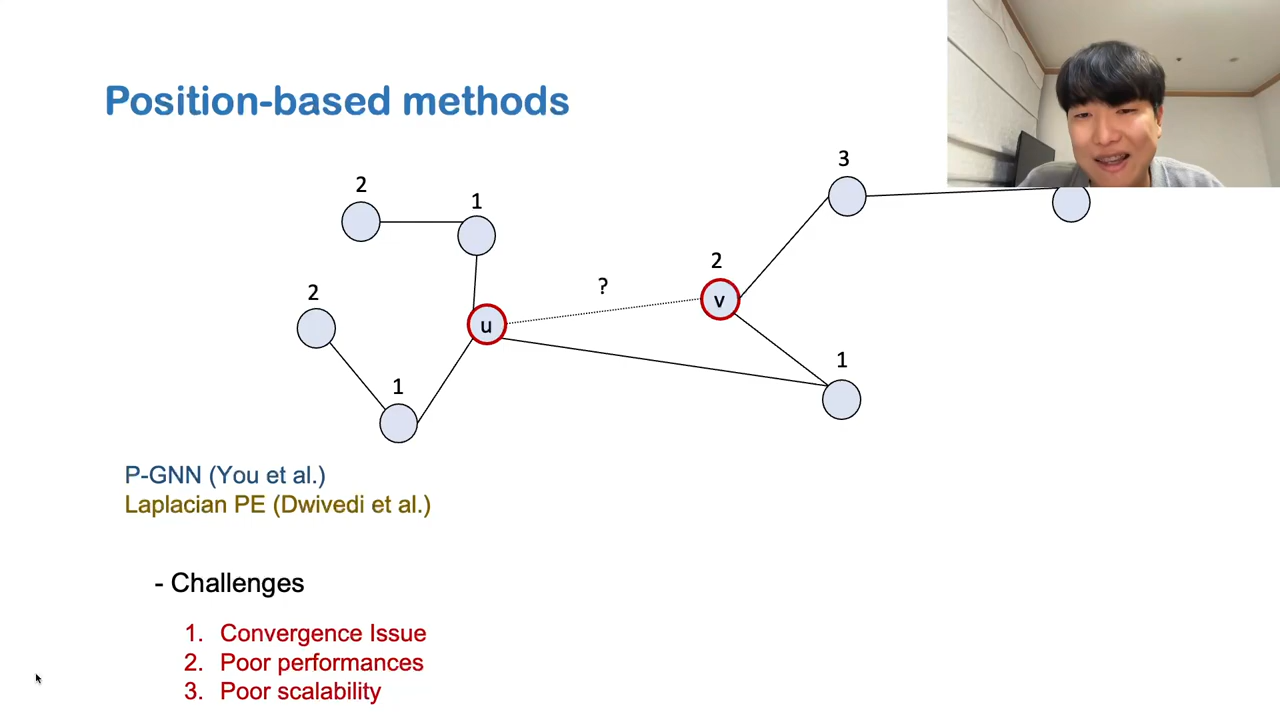 Position-based methods
3
2
1
2
?
2
v
u
1
1
P-GNN (You et al.)
Laplacian PE (Dwivedi et al.)
- Challenges
1. Convergence Issue
2. Poor performances
3. Poor scalability